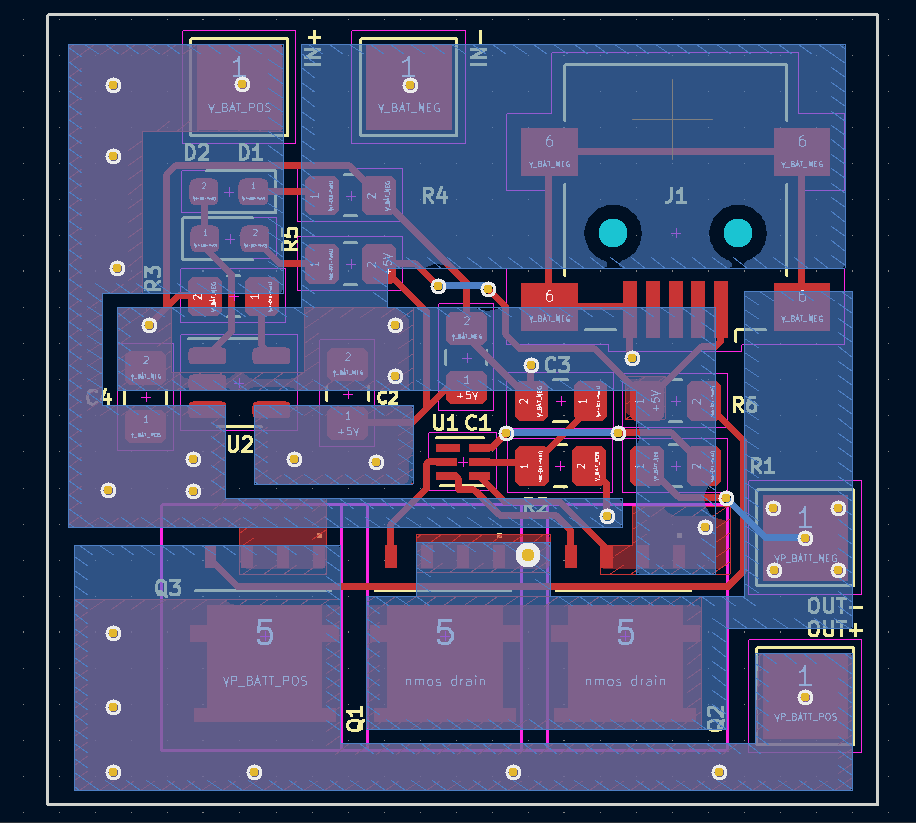 IN+
IN-
1
V_BAT_POS
1
V_BAT_NEG
6
V_BAT_NEG
6
V_BAT_NEG
D2
D1
2
1
1
2
R4
J1
1
2
R5
1
2
+5V
R3
2
1
6
V_BAT_NEG
6
V_BAT_NEG
2
V_BAT_NEG
2
V_BAT_NEG
2
V_BAT_NEG
C3
1
+5V
2
1
+5V
2
R6
C4
C2
1
1
+5V
U1
C1
U2
1
2
1
2
R1
R2
1
VP_BATT_NEG
Q3
OUT-
OUT+
5
VP_BATT_POS
5
nmos drain
5
nmos drain
1
VP_BATT_POS
Q1
Q2